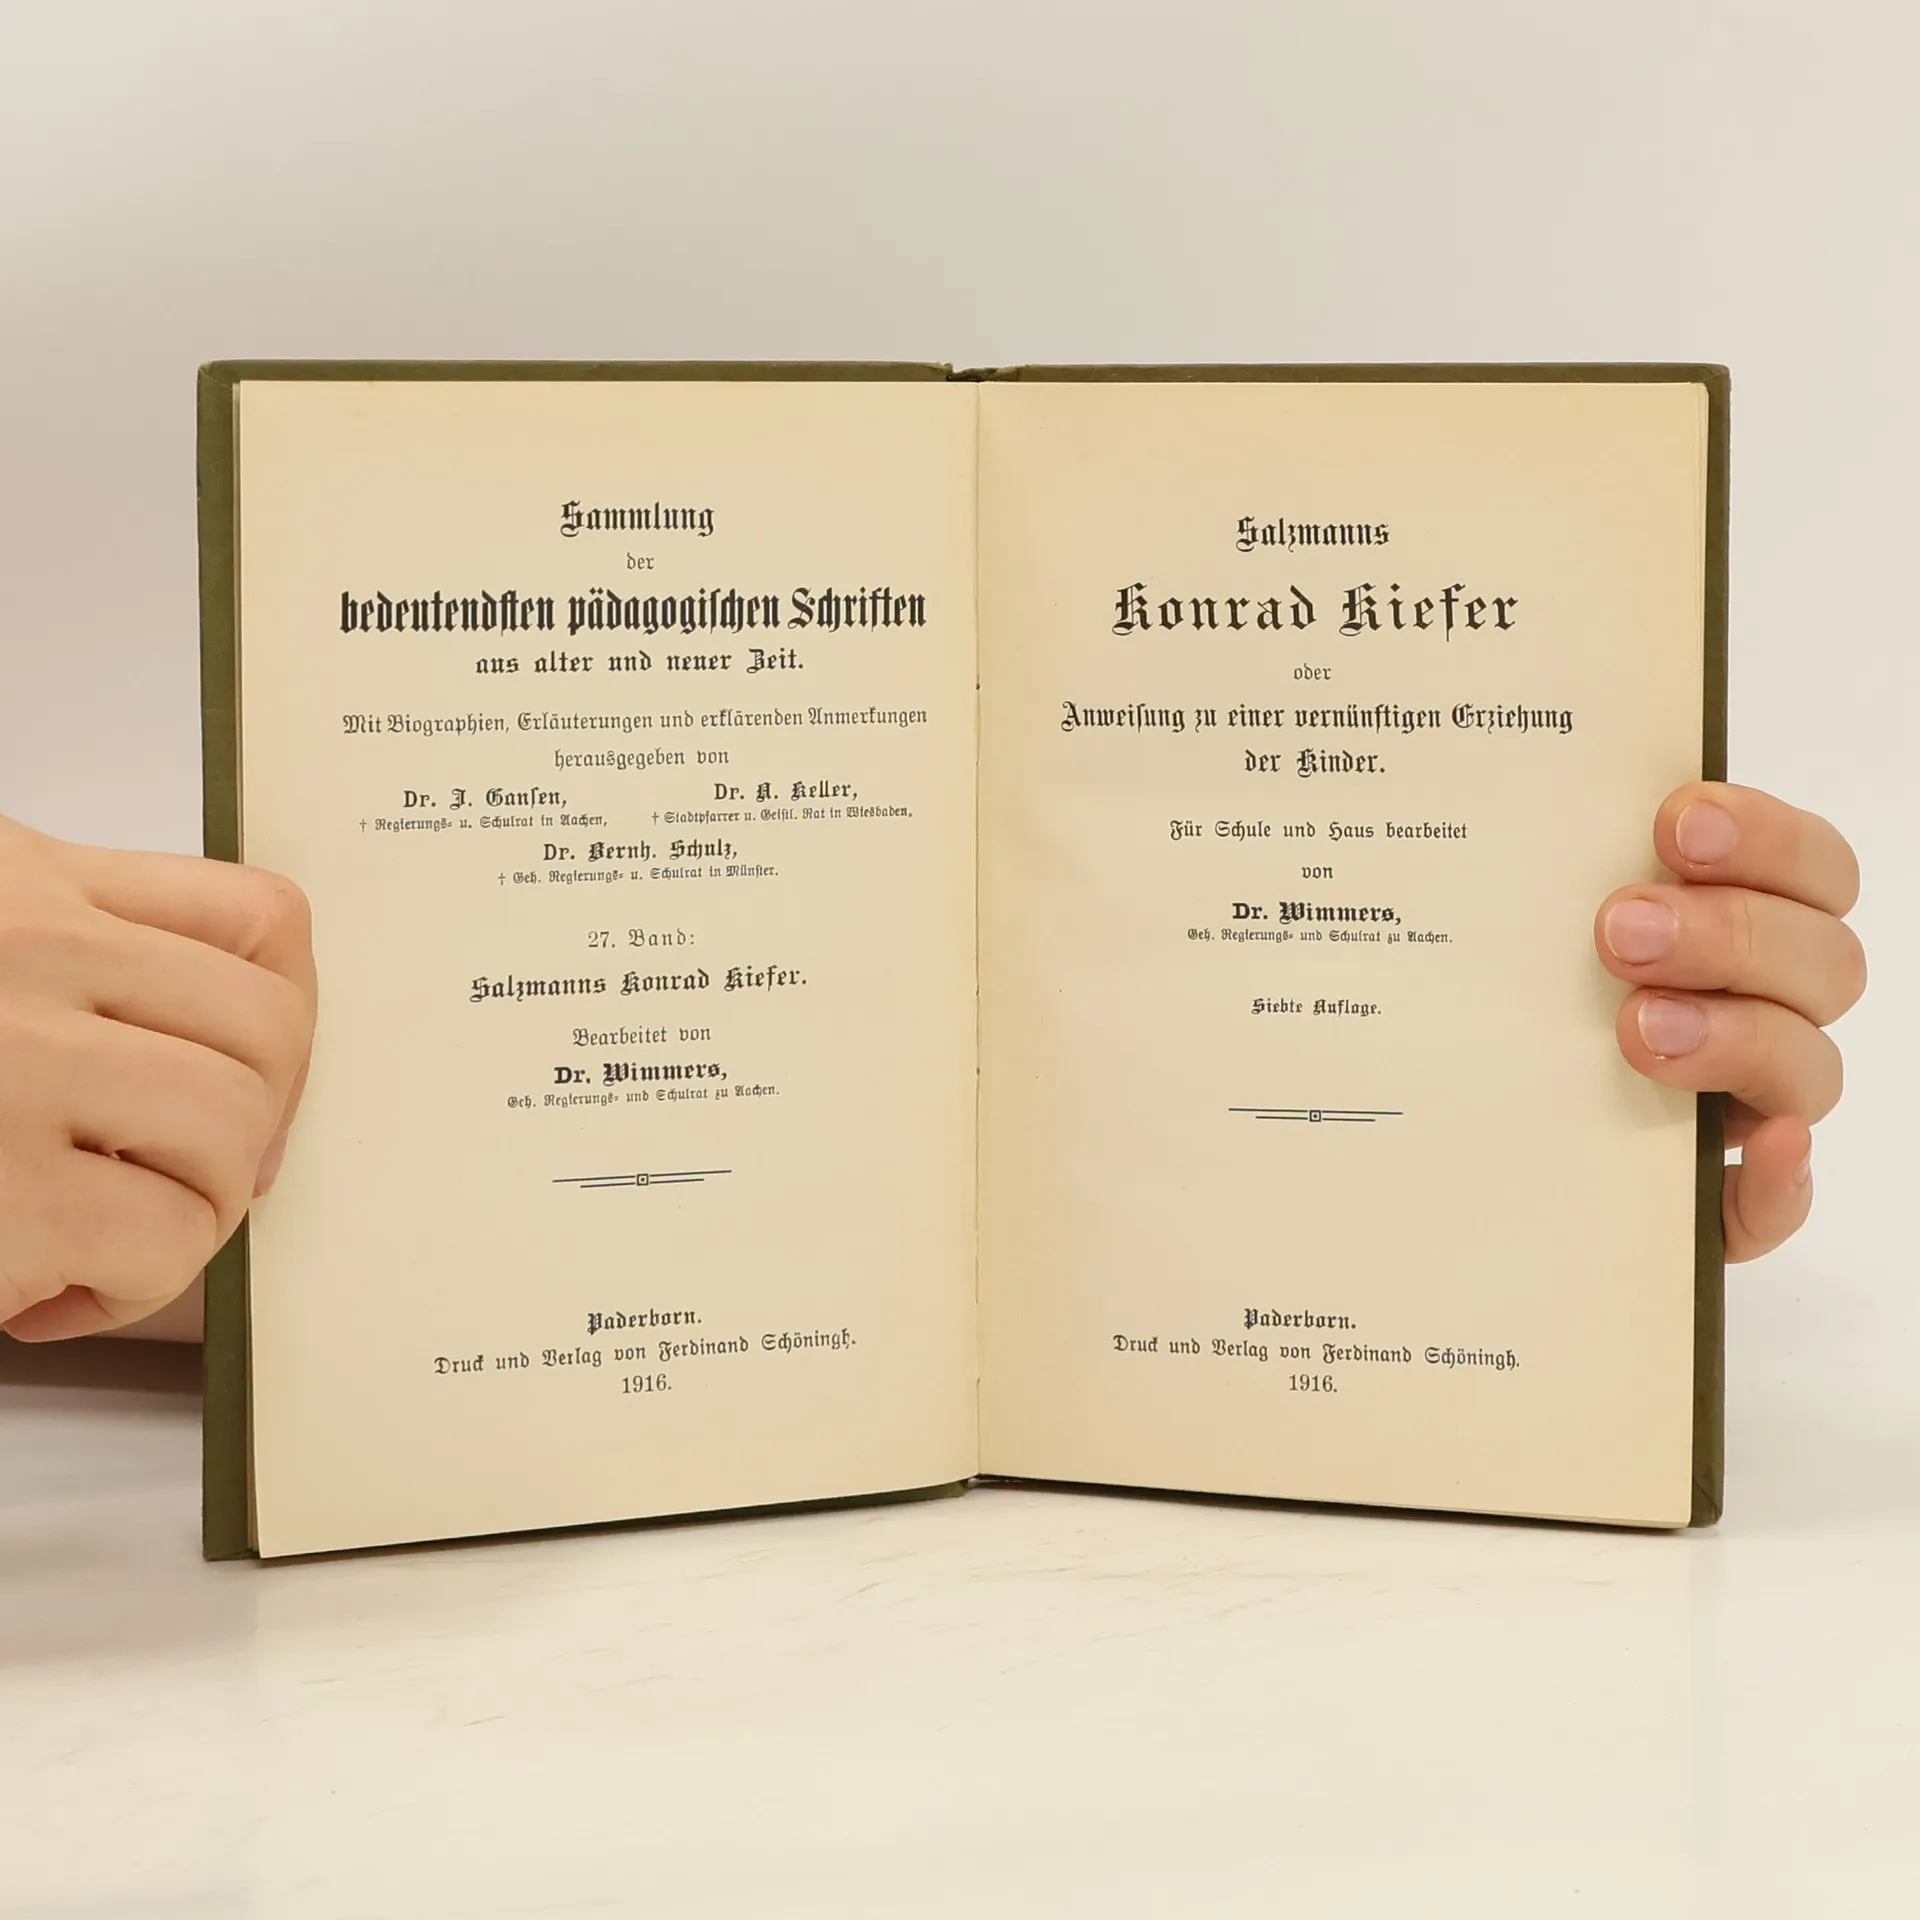 Sammlung
der
bedeutendsten pädagogischen Schriften
aus alter und neuer Zeit.
Mit Biographien, Erläuterungen und erklärenden Anmerkungen
herausgegeben von
Dr. J. Gansen,
† Regierungs- u. Schulrat in Aachen,
Dr. A. Keller,
† Stadtpfarrer u. Geistl. Rat in Wiesbaden,
Dr. Bernh. Schulz,
† Geh. Regierungs- u. Schulrat in Münster.
27. Band:
Salzmanns Konrad Kiefer.
Bearbeitet von
Dr. Wimmers,
Geh. Regierungs- und Schulrat zu Aachen.
Paderborn.
Druck und Verlag von Ferdinand Schöningh.
1916.
Salzmanns
Konrad Kiefer
oder
Anweisung zu einer vernünftigen Erziehung
der Kinder.
Für Schule und Haus bearbeitet
von
Dr. Wimmers,
Geh. Regierungs- und Schulrat zu Aachen.
Siebte Auflage.
Paderborn.
Druck und Verlag von Ferdinand Schöningh.
1916.